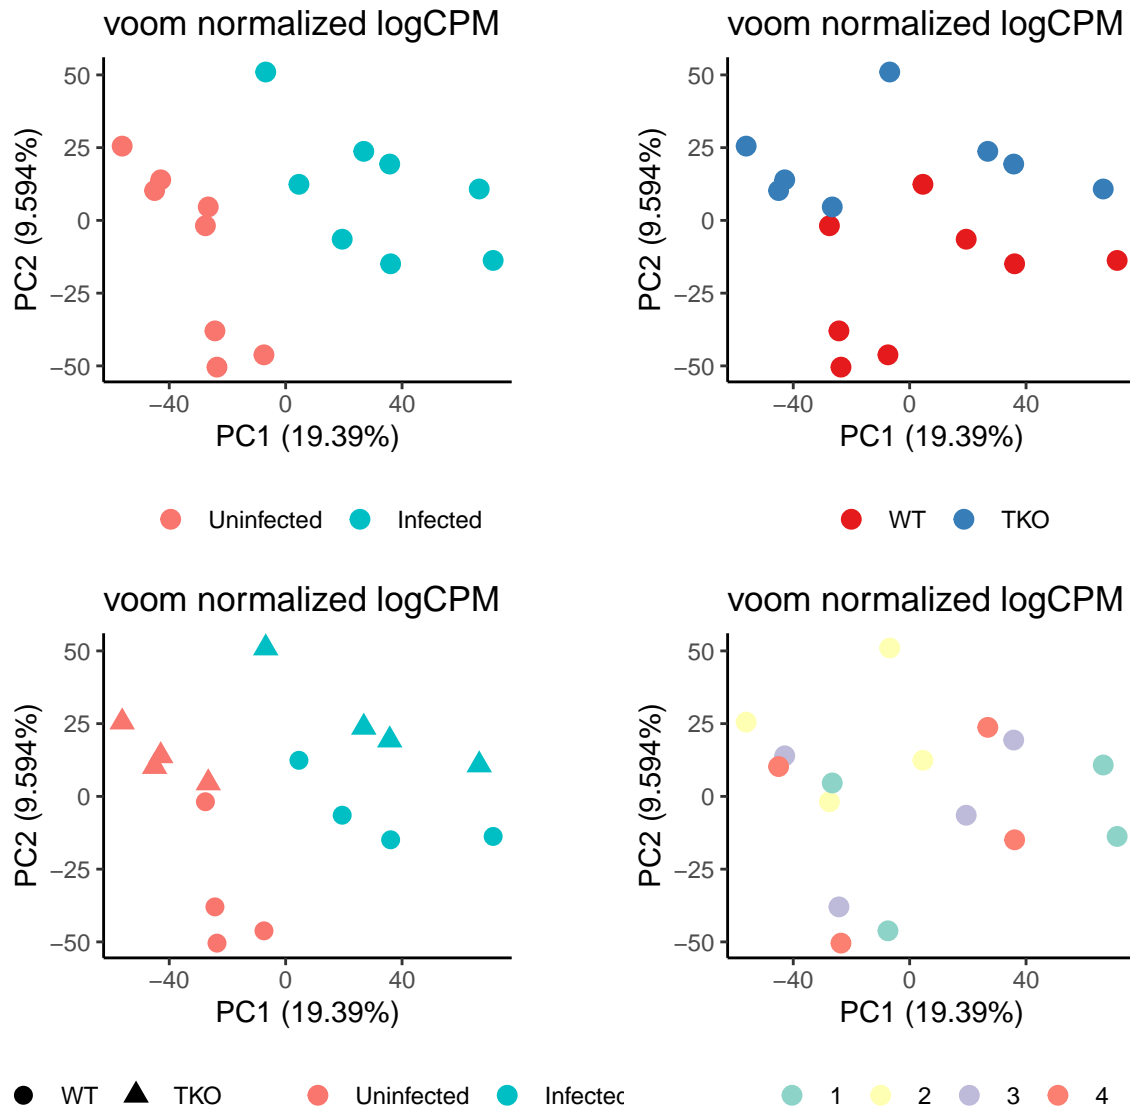 voom normalized logCPM
50
25
0
−25
−50
PC2 (9.594%)
−40 0 40
PC1 (19.39%)
Uninfected Infected
voom normalized logCPM
50
25
0
−25
−50
PC2 (9.594%)
−40 0 40
PC1 (19.39%)
WT TKO
voom normalized logCPM
50
25
0
−25
−50
PC2 (9.594%)
−40 0 40
PC1 (19.39%)
WT TKO Uninfected Infectec
voom normalized logCPM
50
25
0
−25
−50
PC2 (9.594%)
−40 0 40
PC1 (19.39%)
1 2 3 4